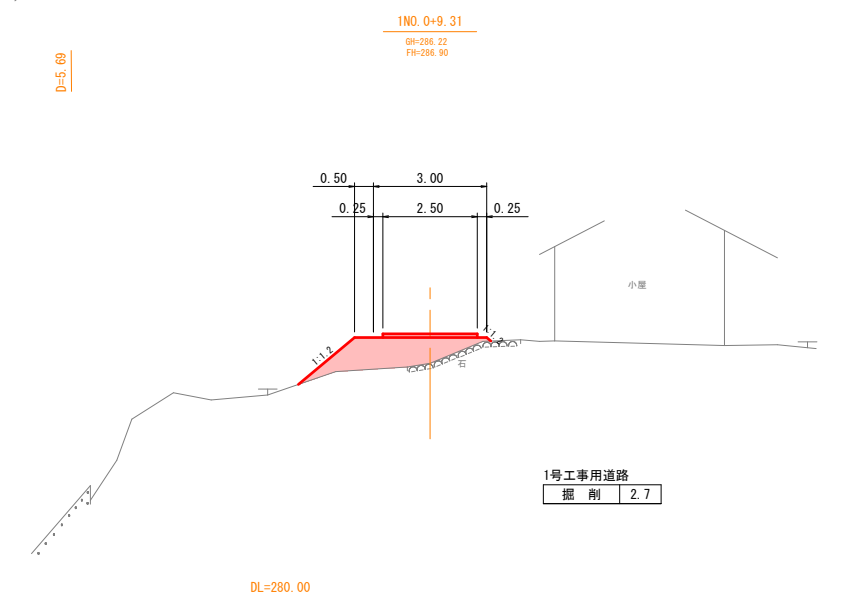 1NO.0+9.31
GH=286.22
FH=286.90
D=5.69
0.50
3.00
0.25
2.50
0.25
小屋
1:1.2
1:1.2
石
1号工事用道路
掘 削 2.7
DL=280.00